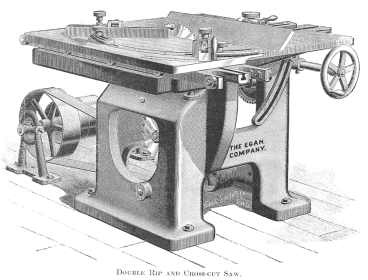 THE EGAN
COMPANY.
DOUBLE RIP AND CROSS-CUT SAW.